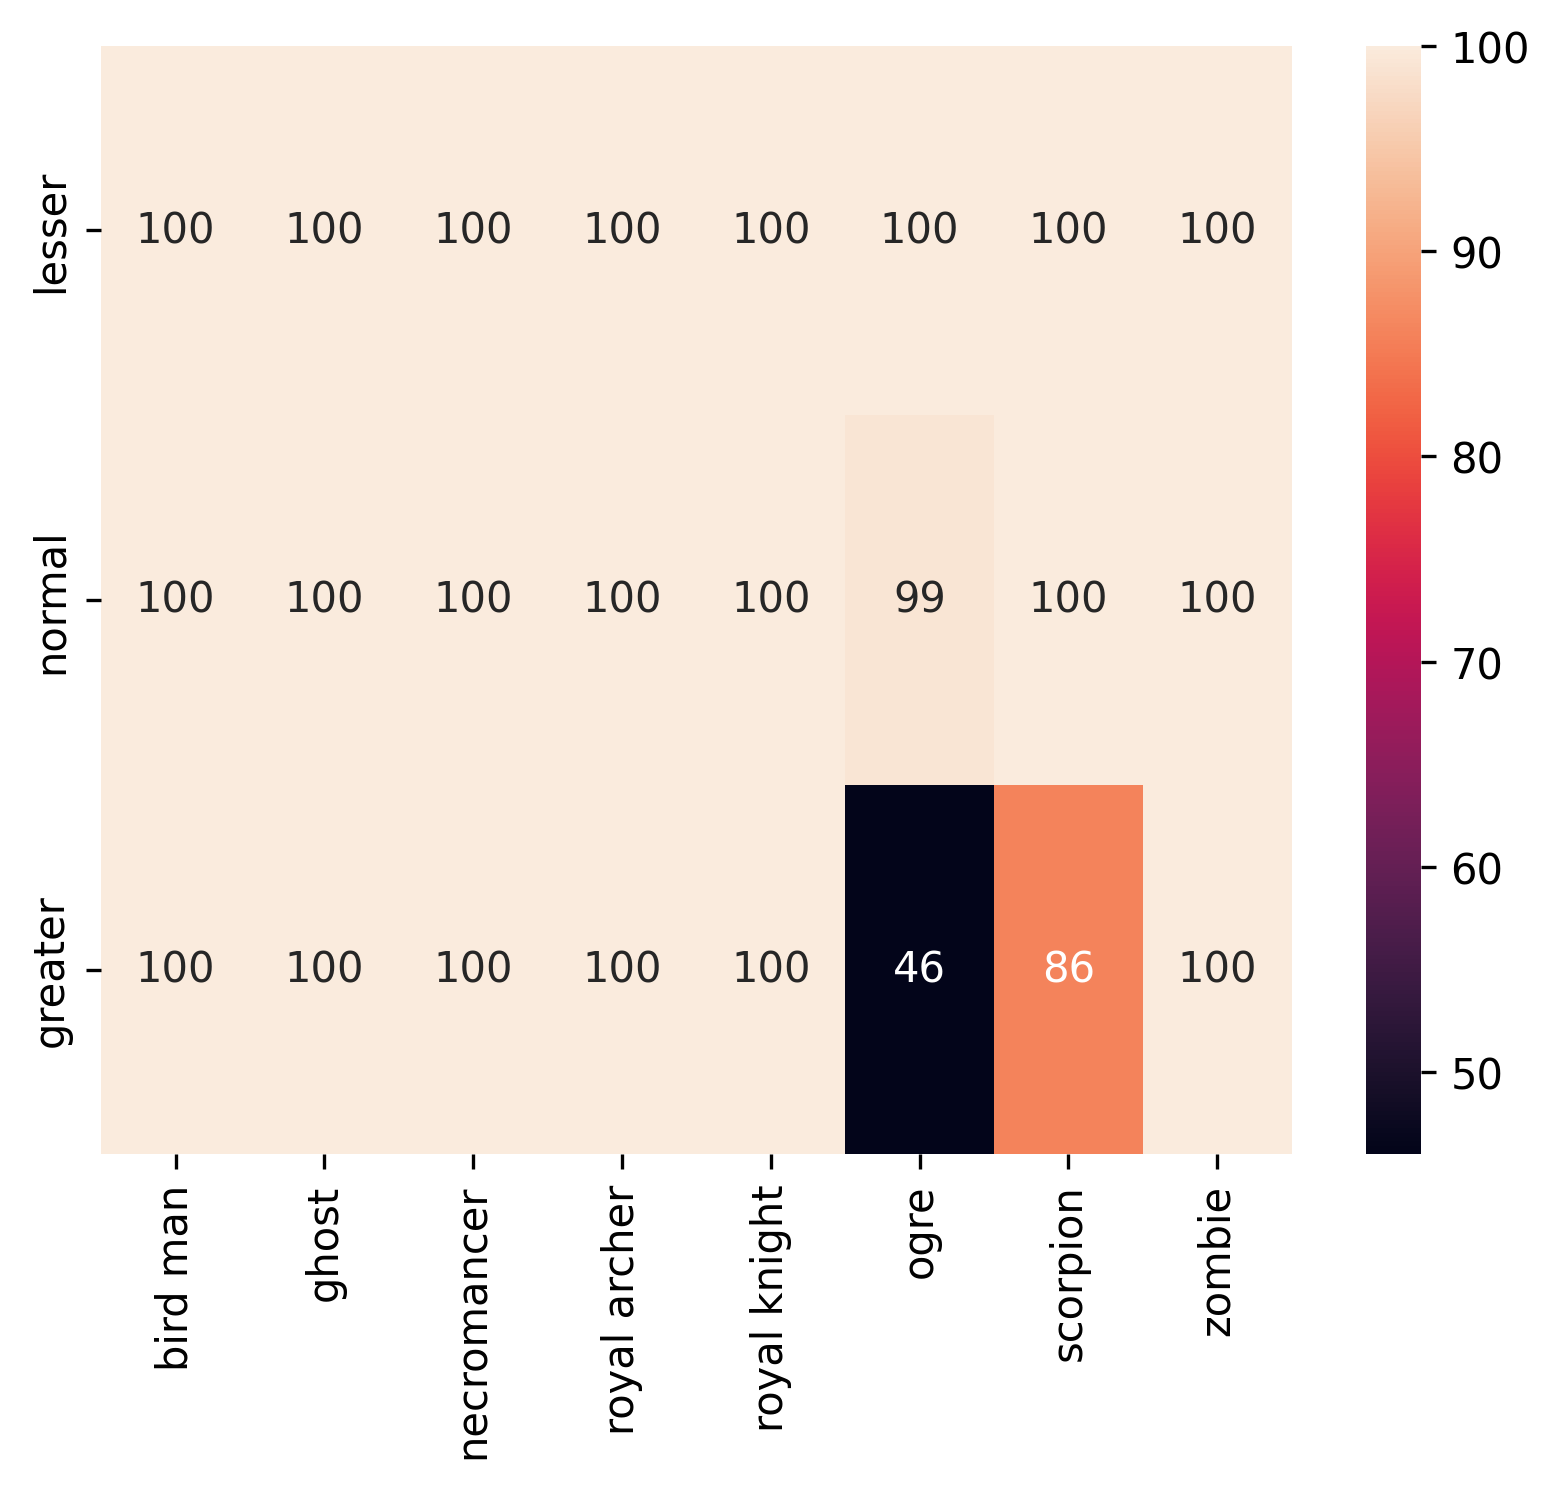 lesser 100 100 100 100 100 100 100 100
normal 100 100 100 100 100 99 100 100
greater 100 100 100 100 100 46 86 100
bird man ghost necromancer royal archer royal knight ogre scorpion zombie
100
90
80
70
60
50